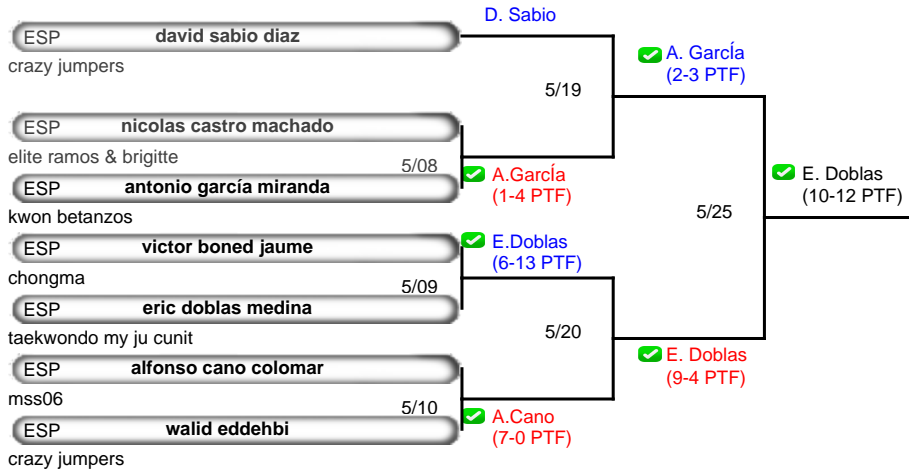 D. Sabio
ESP david sabio diaz
crazy jumpers
A. GarcÍa
(2-3 PTF)
5/19
ESP nicolas castro machado
elite ramos & brigitte
5/08
ESP antonio garcía miranda
kwon betanzos
A.GarcÍa
(1-4 PTF)
E. Doblas
(10-12 PTF)
5/25
ESP victor boned jaume
chongma
E.Doblas
(6-13 PTF)
5/09
ESP eric doblas medina
taekwondo my ju cunit
5/20
ESP alfonso cano colomar
mss06
E. Doblas
(9-4 PTF)
5/10
ESP walid eddehbi
crazy jumpers
A.Cano
(7-0 PTF)